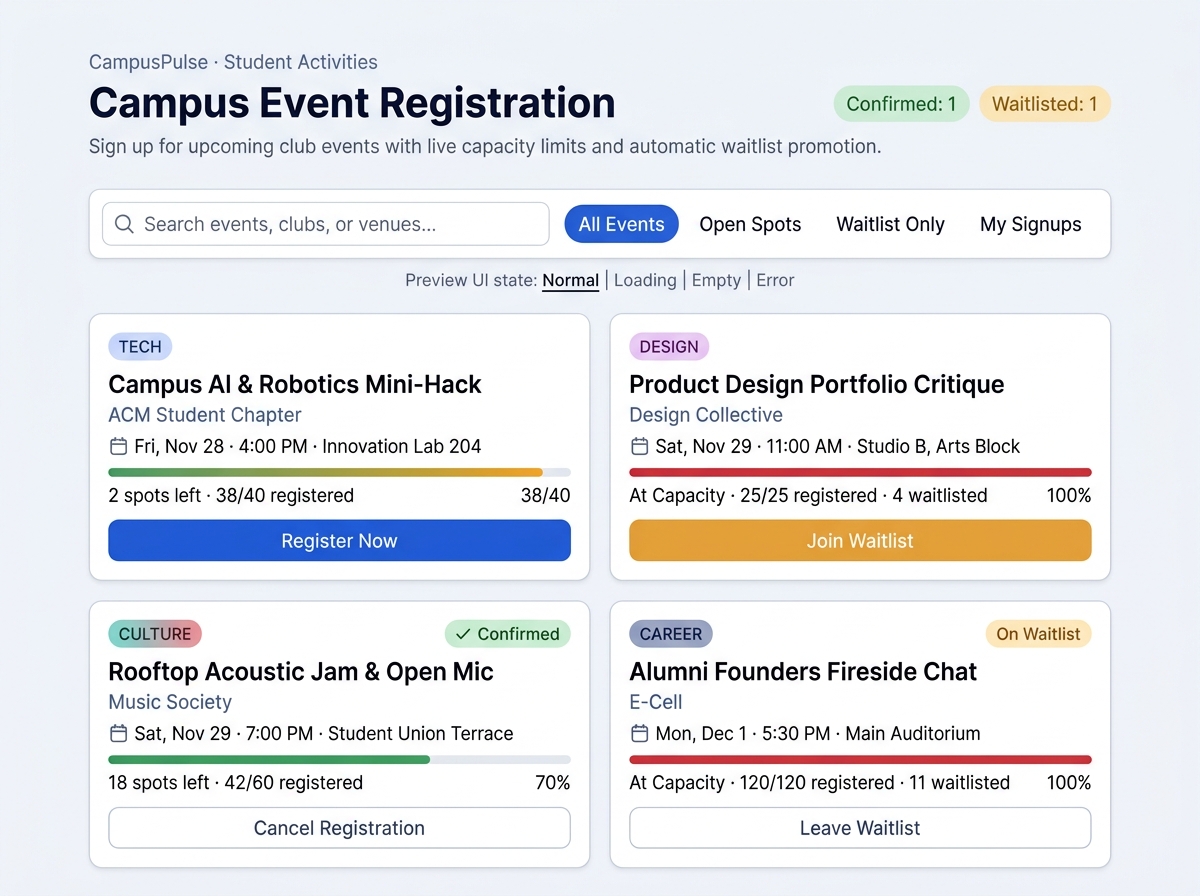 CampusPulse · Student Activities
Campus Event Registration
Confirmed: 1
Waitlisted: 1
Sign up for upcoming club events with live capacity limits and automatic waitlist promotion.
Search events, clubs, or venues...
All Events
Open Spots
Waitlist Only
My Signups
Preview UI state: Normal | Loading | Empty | Error
TECH
Campus AI & Robotics Mini-Hack
ACM Student Chapter
Fri, Nov 28 · 4:00 PM · Innovation Lab 204
2 spots left · 38/40 registered
38/40
Register Now
DESIGN
Product Design Portfolio Critique
Design Collective
Sat, Nov 29 · 11:00 AM · Studio B, Arts Block
At Capacity · 25/25 registered · 4 waitlisted
100%
Join Waitlist
CULTURE
✓ Confirmed
Rooftop Acoustic Jam & Open Mic
Music Society
Sat, Nov 29 · 7:00 PM · Student Union Terrace
18 spots left · 42/60 registered
70%
Cancel Registration
CAREER
On Waitlist
Alumni Founders Fireside Chat
E-Cell
Mon, Dec 1 · 5:30 PM · Main Auditorium
At Capacity · 120/120 registered · 11 waitlisted
100%
Leave Waitlist